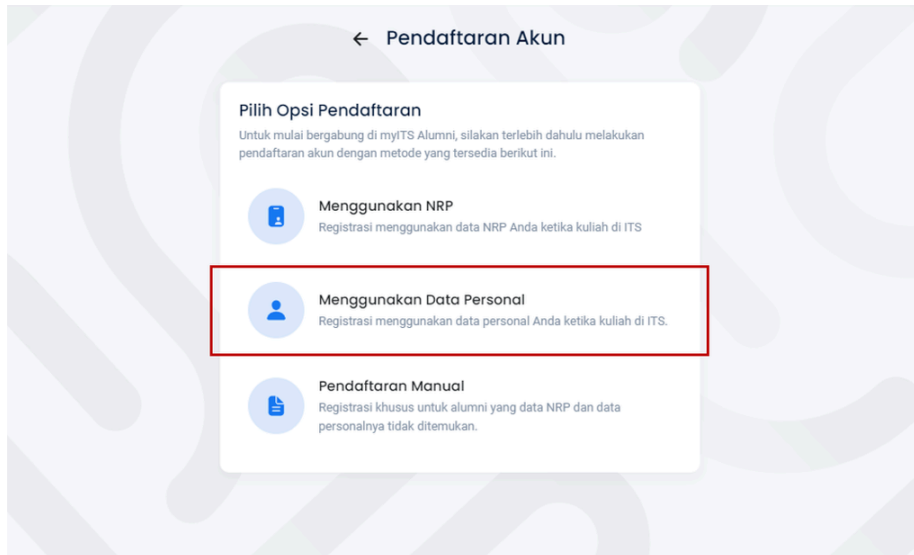 ← Pendaftaran Akun
Pilih Opsi Pendaftaran
Untuk mulai bergabung di myITS Alumni, silakan terlebih dahulu melakukan
pendaftaran akun dengan metode yang tersedia berikut ini.
Menggunakan NRP
Registrasi menggunakan data NRP Anda ketika kuliah di ITS
Menggunakan Data Personal
Registrasi menggunakan data personal Anda ketika kuliah di ITS.
Pendaftaran Manual
Registrasi khusus untuk alumni yang data NRP dan data
personalnya tidak ditemukan.